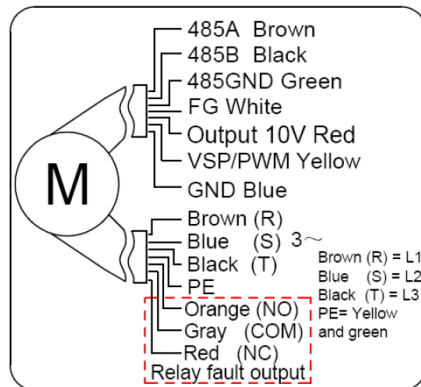 485A Brown
485B Black
485GND Green
FG White
Output 10V Red
VSP/PWM Yellow
GND Blue
M
Brown (R)
Blue (S) 3~
Black (T)
PE
Orange (NO)
Gray (COM)
Red (NC)
Relay fault output
Brown (R) = L1
Blue (S) = L2
Black (T) = L3
PE= Yellow
and green